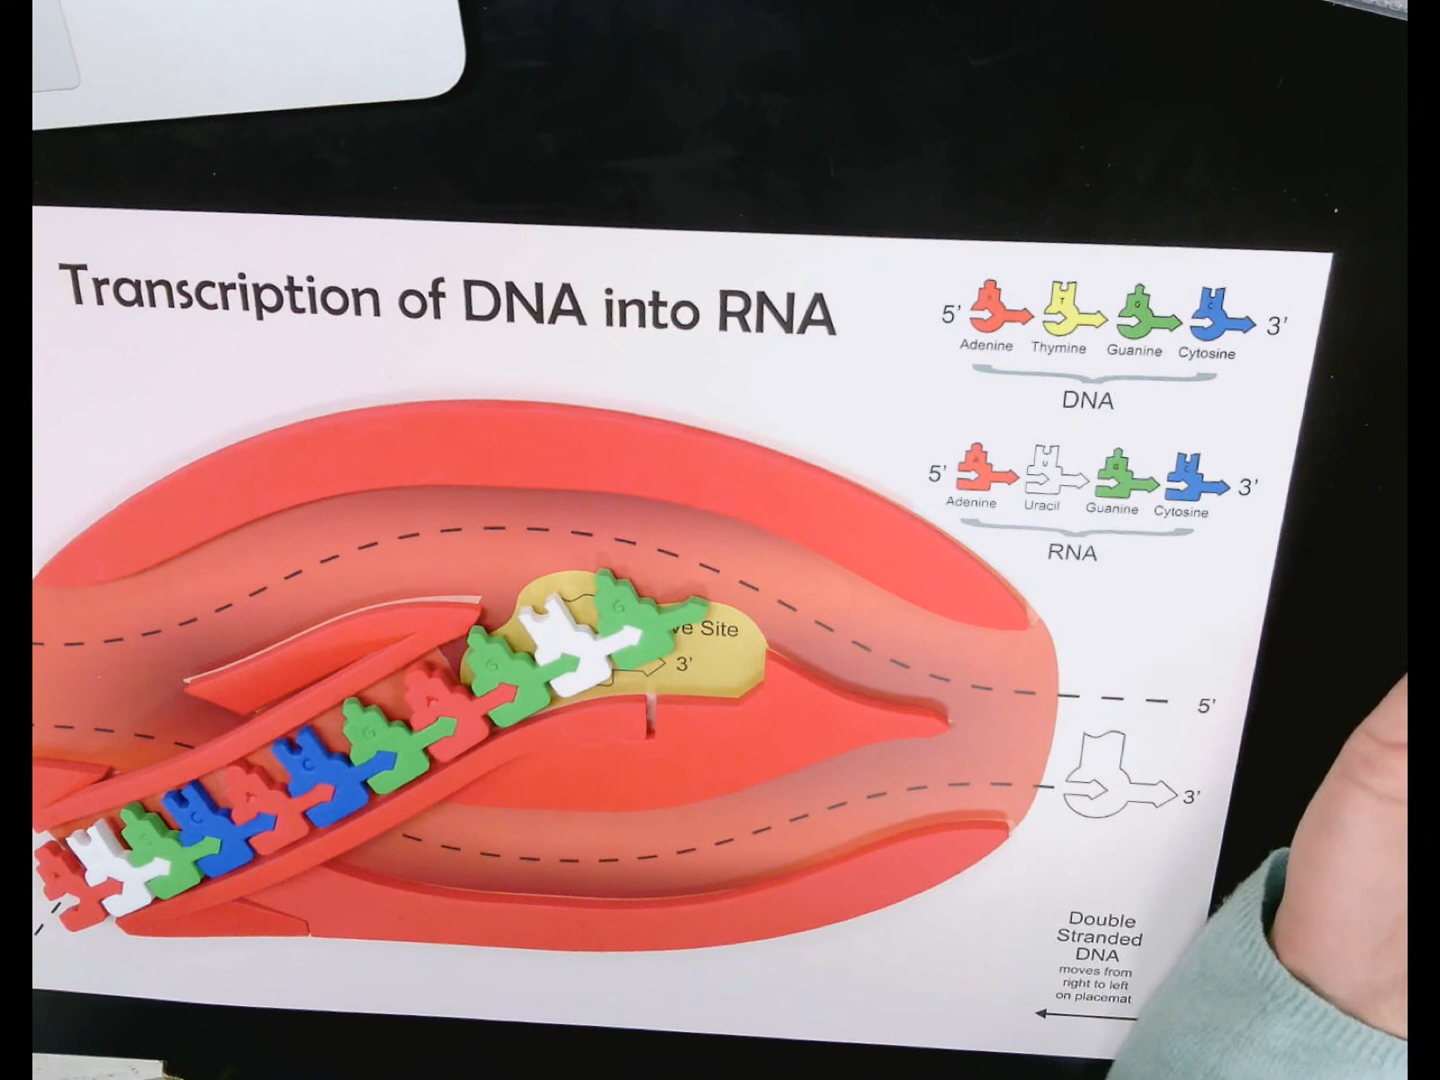 Transcription of DNA into RNA
5' A T G C 3'
Adenine Thymine Guanine Cytosine
DNA
5' A U G C 3'
Adenine Uracil Guanine Cytosine
RNA
G
ve Site
3'
G
A
G
C
A
C
G
A
5'
3'
Double
Stranded
DNA
moves from
right to left
on placemat